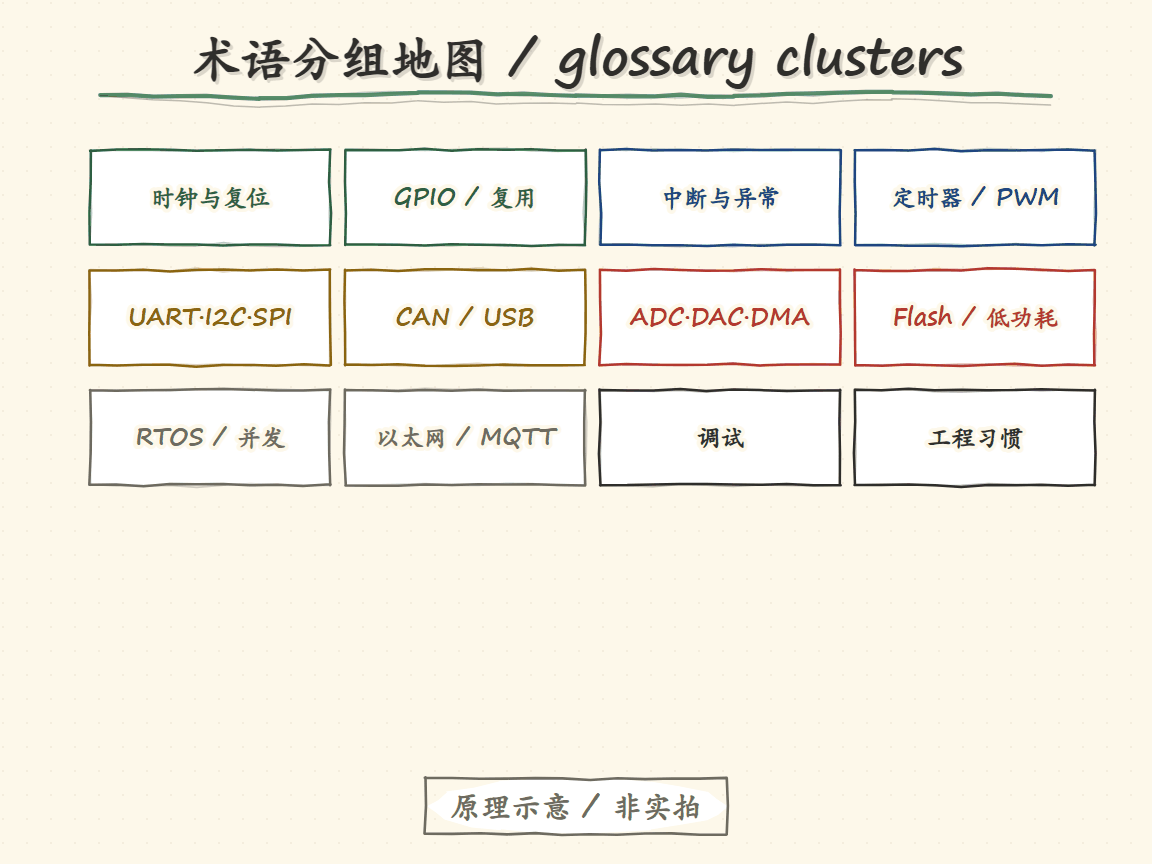 术语分组地图 / glossary clusters
时钟与复位
GPIO / 复用
中断与异常
定时器 / PWM
UART·I2C·SPI
CAN / USB
ADC·DAC·DMA
Flash / 低功耗
RTOS / 并发
以太网 / MQTT
调试
工程习惯
原理示意 / 非实拍